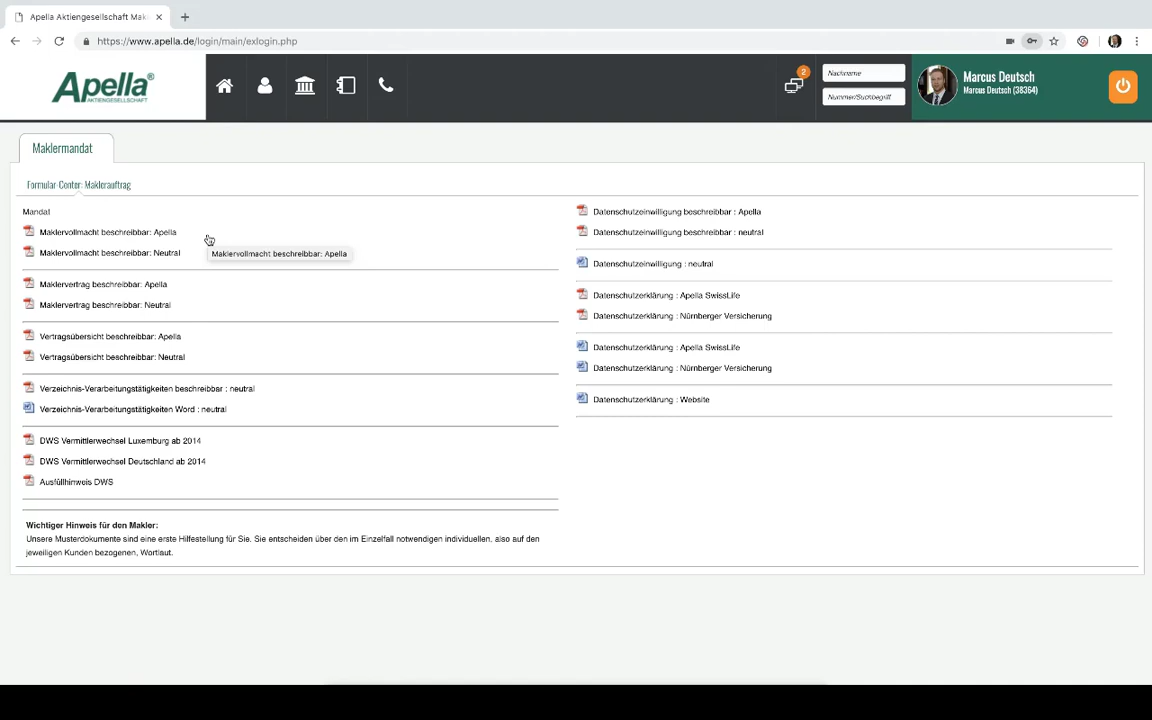 Apella Aktiengesellschaft Mak
https://www.apella.de/login/main/exlogin.php
Apella®
AKTIENGESELLSCHAFT
2
Nachname
Nummer/Suchbegriff
Marcus Deutsch
Marcus Deutsch (38364)
Maklermandat
Formular-Center: Maklerauftrag
Mandat
Maklervollmacht beschreibbar: Apella
Maklervollmacht beschreibbar: Apella
Maklervollmacht beschreibbar: Neutral
Maklervertrag beschreibbar: Apella
Maklervertrag beschreibbar: Neutral
Vertragsübersicht beschreibbar: Apella
Vertragsübersicht beschreibbar: Neutral
Verzeichnis-Verarbeitungstätigkeiten beschreibbar : neutral
Verzeichnis-Verarbeitungstätigkeiten Word : neutral
DWS Vermittlerwechsel Luxemburg ab 2014
DWS Vermittlerwechsel Deutschland ab 2014
Ausfüllhinweis DWS
Wichtiger Hinweis für den Makler:
Unsere Musterdokumente sind eine erste Hilfestellung für Sie. Sie entscheiden über den im Einzelfall notwendigen individuellen, also auf den
jeweiligen Kunden bezogenen, Wortlaut.
Datenschutzeinwilligung beschreibbar : Apella
Datenschutzeinwilligung beschreibbar : neutral
Datenschutzeinwilligung : neutral
Datenschutzerklärung : Apella SwissLife
Datenschutzerklärung : Nürnberger Versicherung
Datenschutzerklärung : Apella SwissLife
Datenschutzerklärung : Nürnberger Versicherung
Datenschutzerklärung : Website